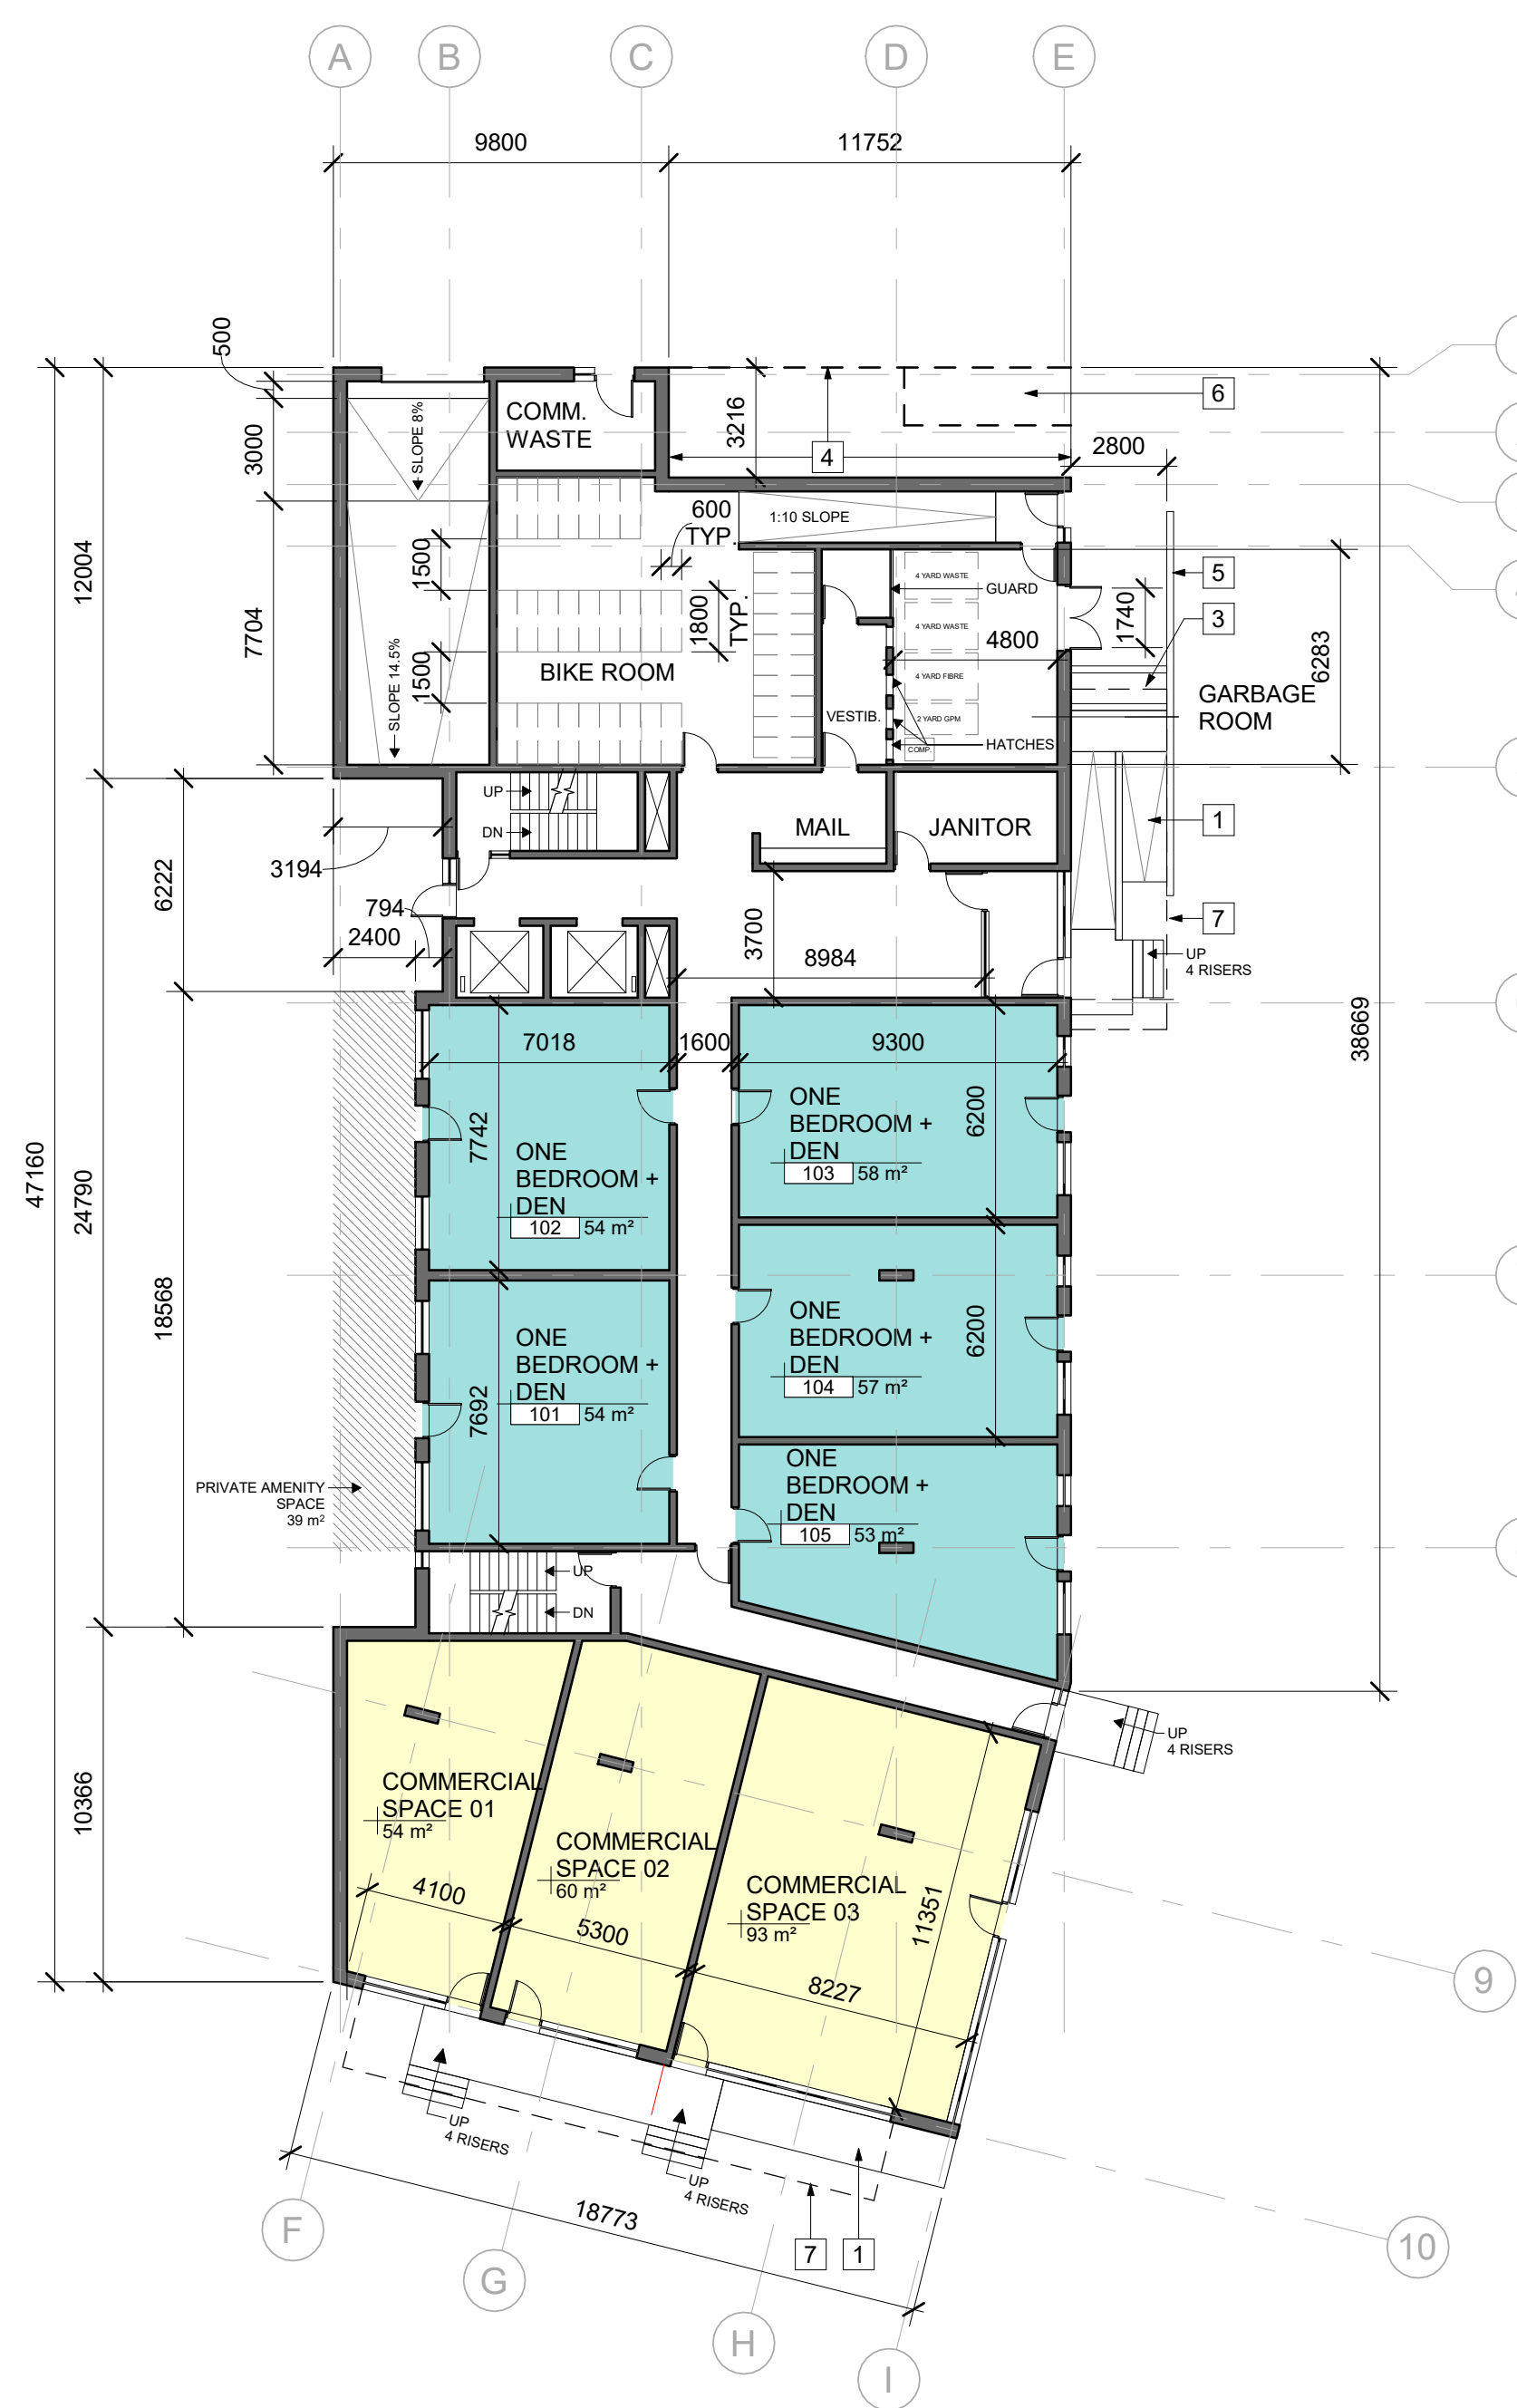 A
B
C
D
E
9800
11752
500
6
COMM.
WASTE
SLOPE 8%
3216
4
2800
3000
600
TYP.
1:10 SLOPE
12004
1500
4 YARD WASTE
GUARD
5
1800
TYP.
4 YARD WASTE
1740
3
7704
4800
6283
1500
BIKE ROOM
4 YARD FIBRE
SLOPE 14.5%
GARBAGE
ROOM
VESTIB.
2 YARD GPM
COMP.
HATCHES
UP
DN
MAIL
JANITOR
1
3194
6222
794
2400
3700
8984
7
UP
4 RISERS
38669
7018
1600
9300
ONE
BEDROOM +
DEN
103
58 m²
6200
47160
24790
7742
ONE
BEDROOM +
DEN
102
54 m²
18568
ONE
BEDROOM +
DEN
104
57 m²
6200
ONE
BEDROOM +
DEN
101
54 m²
7692
ONE
BEDROOM +
DEN
105
53 m²
PRIVATE AMENITY
SPACE
39 m²
UP
DN
UP
4 RISERS
10366
COMMERCIAL
SPACE 01
54 m²
COMMERCIAL
SPACE 02
60 m²
COMMERCIAL
SPACE 03
93 m²
4100
5300
8227
11351
9
UP
4 RISERS
UP
4 RISERS
18773
7
1
F
G
H
I
10